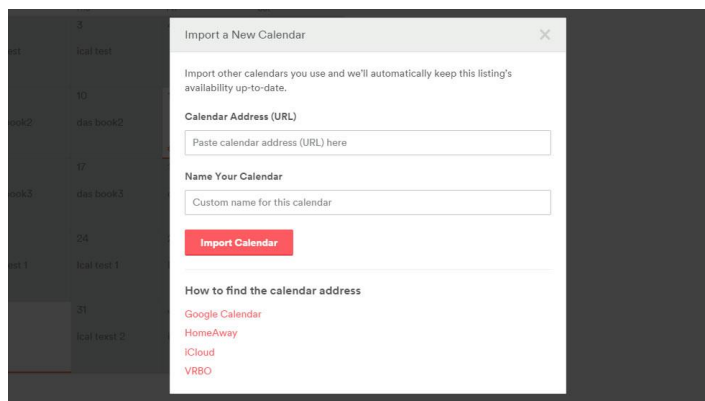 Import a New Calendar
Import other calendars you use and we'll automatically keep this listing's
availability up-to-date.
Calendar Address (URL)
Paste calendar address (URL) here
Name Your Calendar
Custom name for this calendar
Import Calendar
How to find the calendar address
Google Calendar
HomeAway
iCloud
VRBO
3
ical test
10
das book2
17
das book3
24
Ical test 1
31